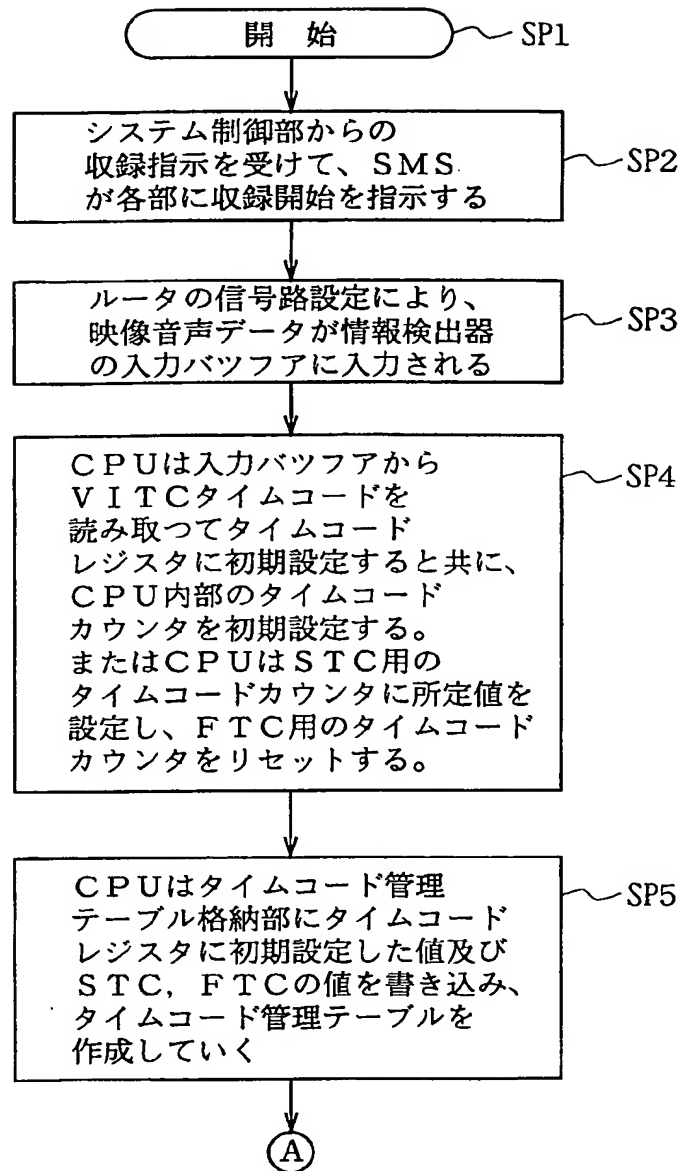 開 始
SP1
システム制御部からの
収録指示を受けて、SMS
が各部に収録開始を指示する
SP2
ルータの信号路設定により、
映像音声データが情報検出器
の入力バツフアに入力される
SP3
CPUは入力バツフアから
VITCタイムコードを
読み取つてタイムコード
レジスタに初期設定すると共に、
CPU内部のタイムコード
カウンタを初期設定する。
またはCPUはSTC用の
タイムコードカウンタに所定値を
設定し、FTC用のタイムコード
カウンタをリセットする。
SP4
CPUはタイムコード管理
テーブル格納部にタイムコード
レジスタに初期設定した値及び
STC, FTCの値を書き込み、
タイムコード管理テーブルを
作成していく
SP5
A